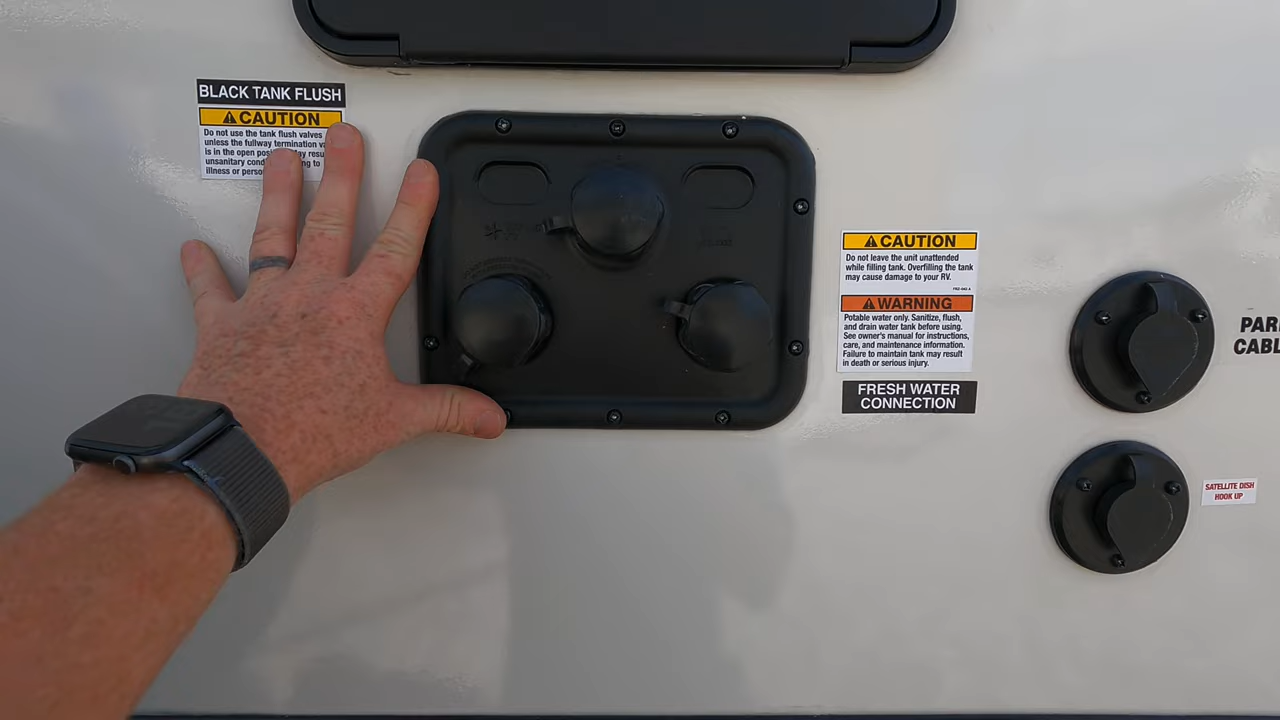 BLACK TANK FLUSH
CAUTION
Do not use the tank flush valves
unless the fullway termination
is in the open
unsanitary to
illness or
CAUTION
Do not leave the unit unattended
while filling tank. Overfilling the tank
may cause damage to your RV.
WARNING
Potable water only. Sanitize, flush,
and drain water tank before using.
See owner's manual for instructions,
care, and maintenance information.
Failure to maintain tank may result
in death or serious injury.
FRESH WATER
CONNECTION
SATELLITE DISH
HOOK UP